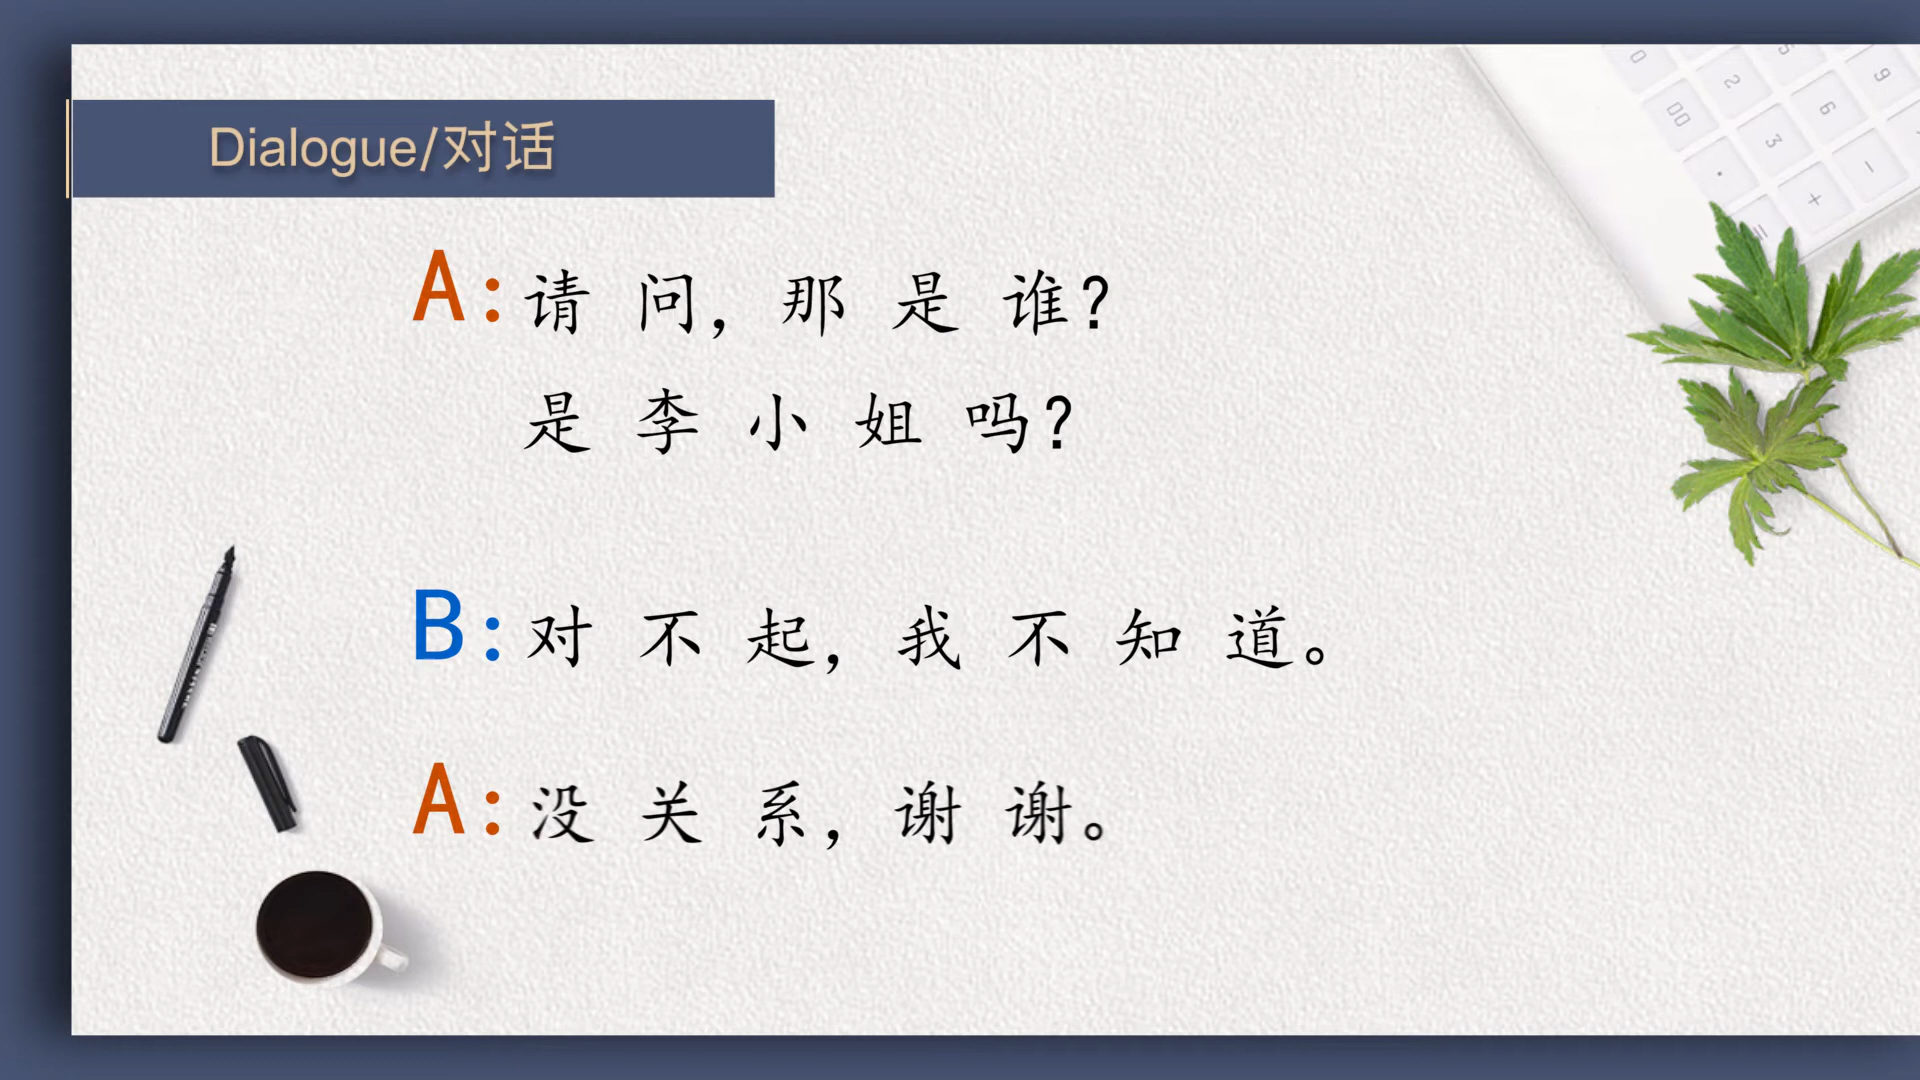 Dialogue/对话
A:请 问，那 是 谁？
是 李 小 姐 吗？
B:对 不 起，我 不 知 道。
A:没 关 系，谢 谢。